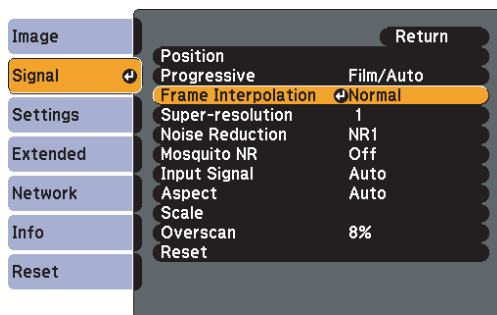 Image
Signal
Settings
Extended
Network
Info
Reset
Return
Position
Progressive Film/Auto
Frame Interpolation Normal
Super-resolution 1
Noise Reduction NR1
Mosquito NR Off
Input Signal Auto
Aspect Auto
Scale
Overscan 8%
Reset